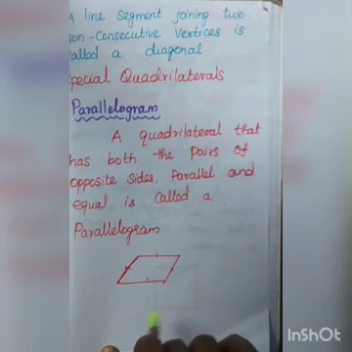 A line segment joining two
non-consecutive vertices is
called a diagonal
Special Quadrilaterals
Parallelogram
A quadrilateral that
has both the pairs of
opposite sides, parallel and
equal is called a
Parallelogram
InShOt